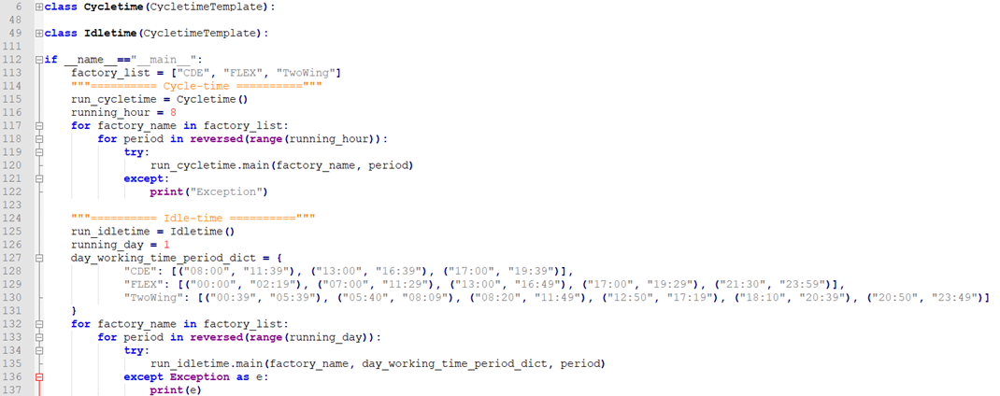 6 class Cycletime(CycletimeTemplate):
48
49 class Idletime(CycletimeTemplate):
111
112 if __name__=="__main__":
113     factory_list = ["CDE", "FLEX", "TwoWing"]
114     """========== Cycle-time =========="""
115     run_cycletime = Cycletime()
116     running_hour = 8
117     for factory_name in factory_list:
118         for period in reversed(range(running_hour)):
119             try:
120                 run_cycletime.main(factory_name, period)
121             except:
122                 print("Exception")
123
124     """========== Idle-time =========="""
125     run_idletime = Idletime()
126     running_day = 1
127     day_working_time_period_dict = {
128             "CDE": [("08:00", "11:39"), ("13:00", "16:39"), ("17:00", "19:39")],
129             "FLEX": [("00:00", "02:19"), ("07:00", "11:29"), ("13:00", "16:49"), ("17:00", "19:29"), ("21:30", "23:59")],
130             "TwoWing": [("00:39", "05:39"), ("05:40", "08:09"), ("08:20", "11:49"), ("12:50", "17:19"), ("18:10", "20:39"), ("20:50", "23:49")]
131     }
132     for factory_name in factory_list:
133         for period in reversed(range(running_day)):
134             try:
135                 run_idletime.main(factory_name, day_working_time_period_dict, period)
136             except Exception as e:
137                 print(e)